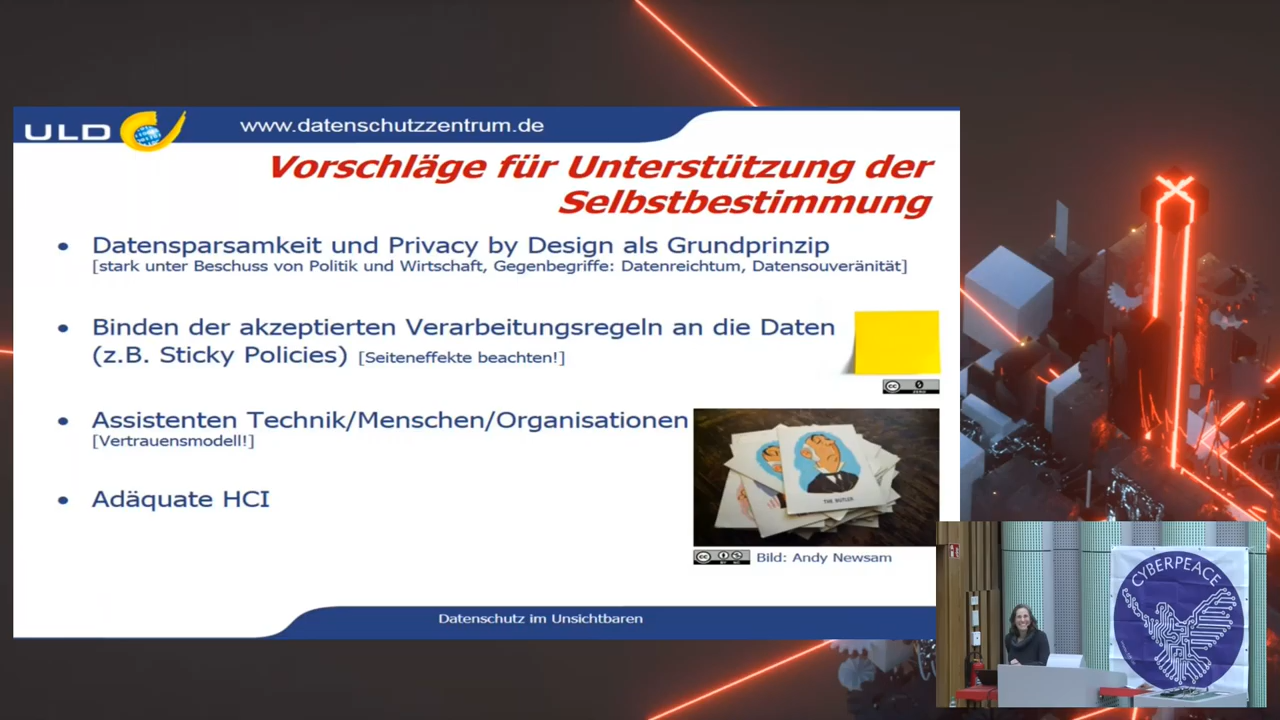 ULD
www.datenschutzzentrum.de
Vorschläge für Unterstützung der
Selbstbestimmung
• Datensparsamkeit und Privacy by Design als Grundprinzip
[stark unter Beschuss von Politik und Wirtschaft, Gegenbegriffe: Datenreichtum, Datensouveränität]
• Binden der akzeptierten Verarbeitungsregeln an die Daten
(z.B. Sticky Policies) [Seiteneffekte beachten!]
• Assistenten Technik/Menschen/Organisationen
[Vertrauensmodell!]
THE BUTLER
• Adäquate HCI
Bild: Andy Newsam
Datenschutz im Unsichtbaren
CYBERPEACE